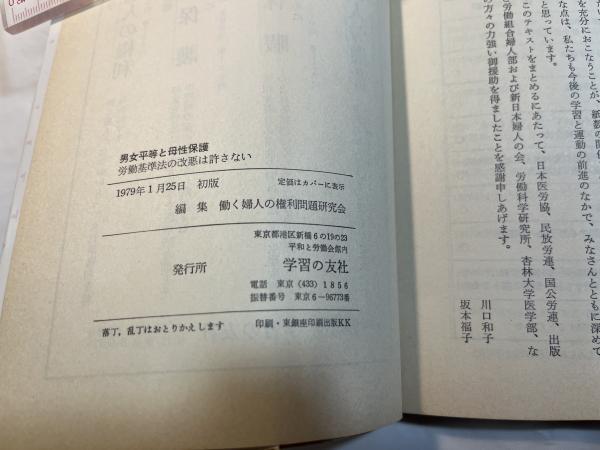 を充分におこなうことが、紙数の関係
な点は、私たちも今後の学習と運動の前進のなかで、みなさんとともに深めて
と思っています。
このテキストをまとめるにあたって、日本医労協、民放労連、国公労連、出版
労働組合婦人部および新日本婦人の会、労働科学研究所、杏林大学医学部、な
の方々の力強い御援助を得ましたことを感謝申しあげます。
川口和子
坂本福子
男女平等と母性保護
労働基準法の改悪は許さない
1979年1月25日 初版 定価はカバーに表示
編集 働く婦人の権利問題研究会
東京都港区新橋6の19の23
平和と労働会館内
発行所 学習の友社
電話 東京(433)1856
振替番号 東京6-96773番
落丁,乱丁はおとりかえします 印刷・東銀座印刷出版KK